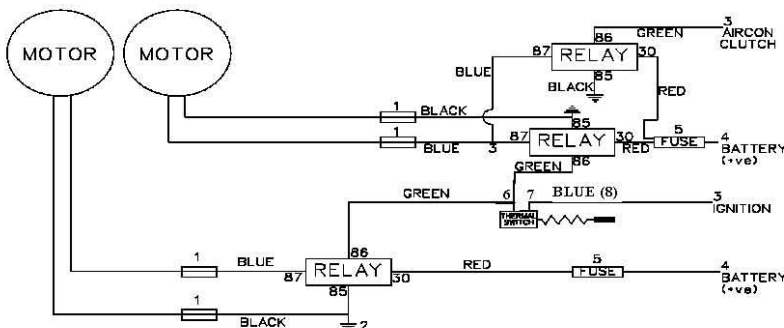 MOTOR
MOTOR
3
AIRCON
CLUTCH
GREEN
86
87
RELAY
30
85
BLUE
BLACK
RED
1
BLACK
85
1
BLUE
3
87
RELAY
30
RED
5
FUSE
4
BATTERY
(+ve)
86
GREEN
GREEN
6
7
BLUE (8)
3
IGNITION
THERMAL
SWITCH
1
BLUE
86
87
RELAY
30
85
RED
5
FUSE
4
BATTERY
(+ve)
1
BLACK
2